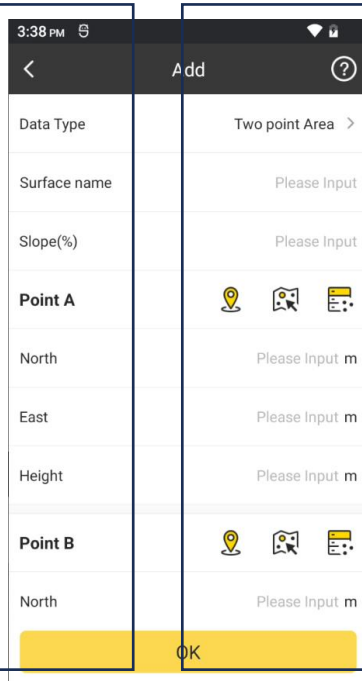 3:38 PM
Add
Data Type Two point Area
Surface name Please Input
Slope(%) Please Input
Point A
North Please Input m
East Please Input m
Height Please Input m
Point B
North Please Input m
OK